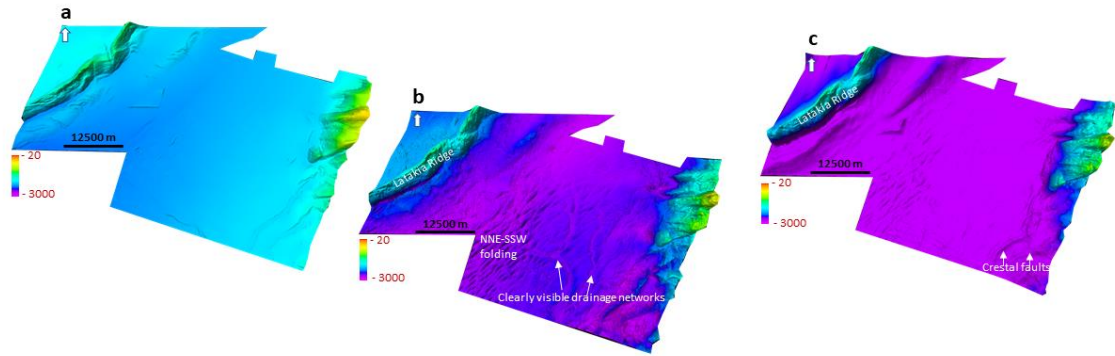 a
12500 m
- 20
- 3000
b
Latakia Ridge
12500 m
- 20
- 3000
NNE-SSW
folding
Clearly visible drainage networks
c
Latakia Ridge
12500 m
- 20
- 3000
Crestal faults